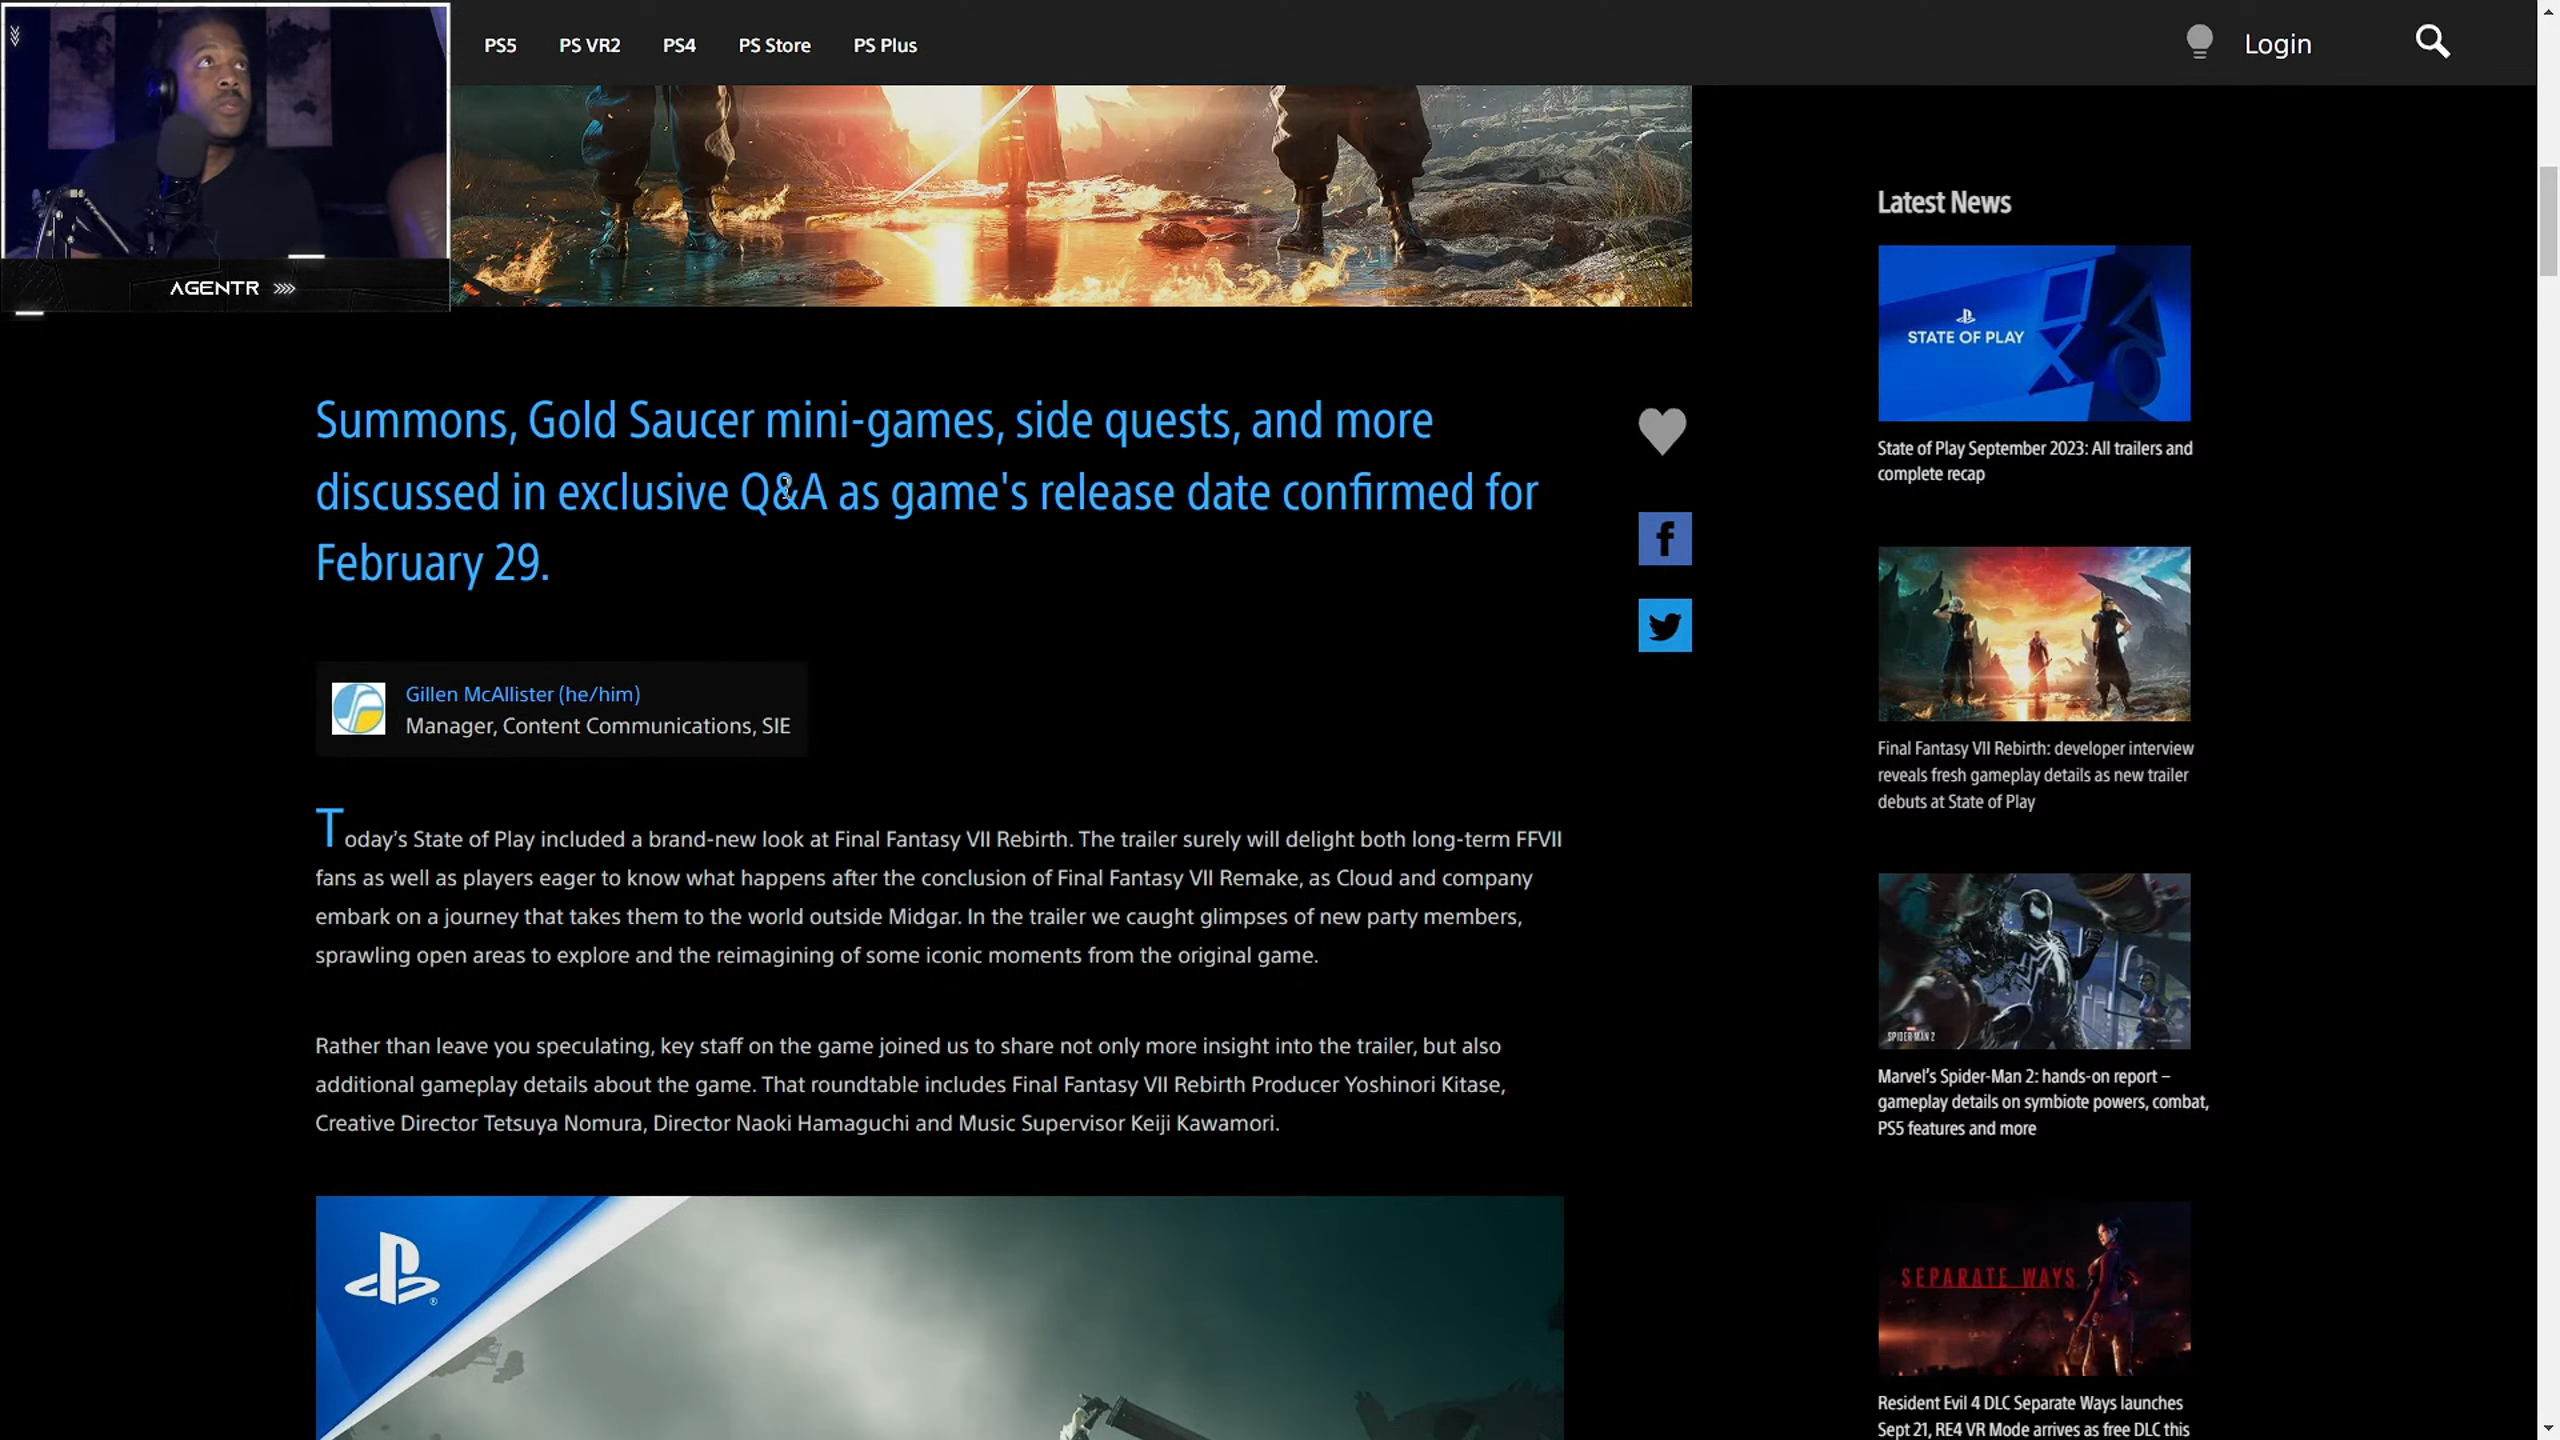 PS5 PS VR2 PS4 PS Store PS Plus
Login
AGENTR
Summons, Gold Saucer mini-games, side quests, and more
discussed in exclusive Q&A as game's release date confirmed for
February 29.
Gillen McAllister (he/him)
Manager, Content Communications, SIE
Today’s State of Play included a brand-new look at Final Fantasy VII Rebirth. The trailer surely will delight both long-term FFVII
fans as well as players eager to know what happens after the conclusion of Final Fantasy VII Remake, as Cloud and company
embark on a journey that takes them to the world outside Midgar. In the trailer we caught glimpses of new party members,
sprawling open areas to explore and the reimagining of some iconic moments from the original game.
Rather than leave you speculating, key staff on the game joined us to share not only more insight into the trailer, but also
additional gameplay details about the game. That roundtable includes Final Fantasy VII Rebirth Producer Yoshinori Kitase,
Creative Director Tetsuya Nomura, Director Naoki Hamaguchi and Music Supervisor Keiji Kawamori.
Latest News
STATE OF PLAY
State of Play September 2023: All trailers and
complete recap
Final Fantasy VII Rebirth: developer interview
reveals fresh gameplay details as new trailer
debuts at State of Play
SPIDER-MAN 2
Marvel’s Spider-Man 2: hands-on report –
gameplay details on symbiote powers, combat,
PS5 features and more
SEPARATE WAYS
Resident Evil 4 DLC Separate Ways launches
Sept 21, RE4 VR Mode arrives as free DLC this